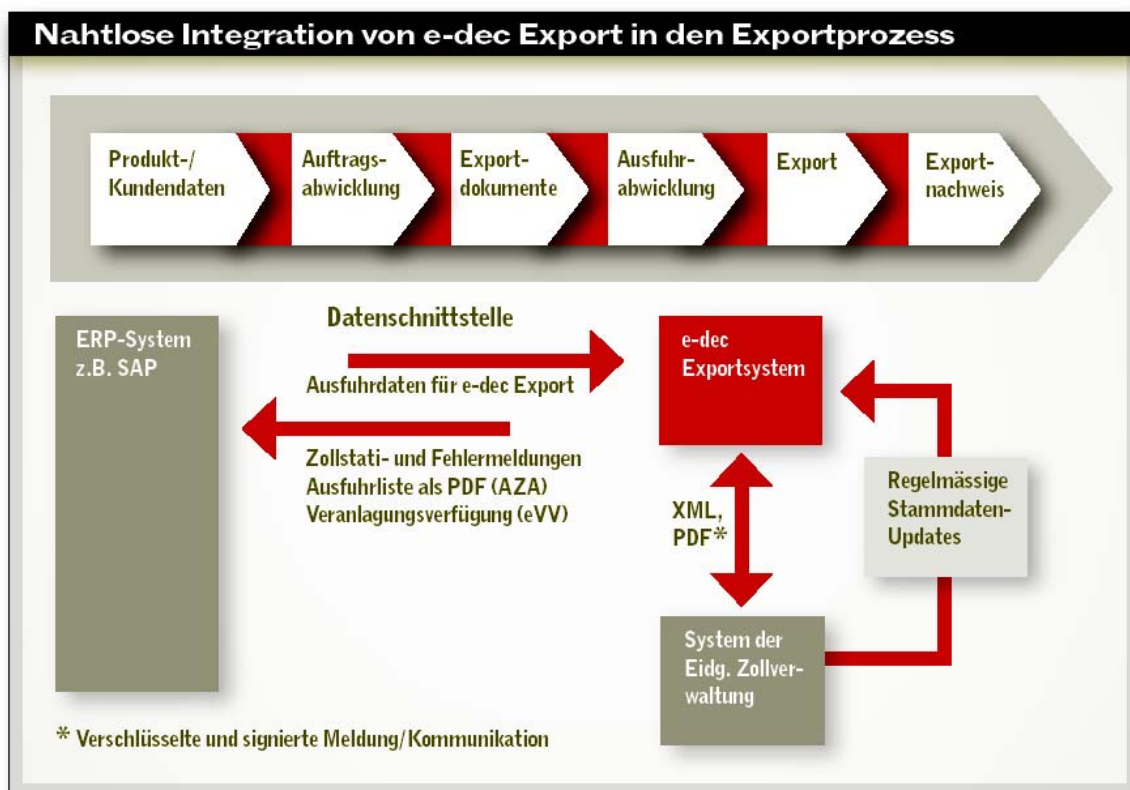 Nahtlose Integration von e-dec Export in den Exportprozess
Produkt-/
Kundendaten
Auftrags-
abwicklung
Export-
dokumente
Ausfuhr-
abwicklung
Export
Export-
nachweis
ERP-System
z.B. SAP
Datenschnittstelle
Ausfuhrdaten für e-dec Export
Zollstati- und Fehlermeldungen
Ausfuhrliste als PDF (AZA)
Veranlagungsverfügung (eVV)
e-dec
Exportsystem
XML,
PDF*
Regelmässige
Stammdaten-
Updates
System der
Eidg. Zollver-
waltung
* Verschlüsselte und signierte Meldung/Kommunikation